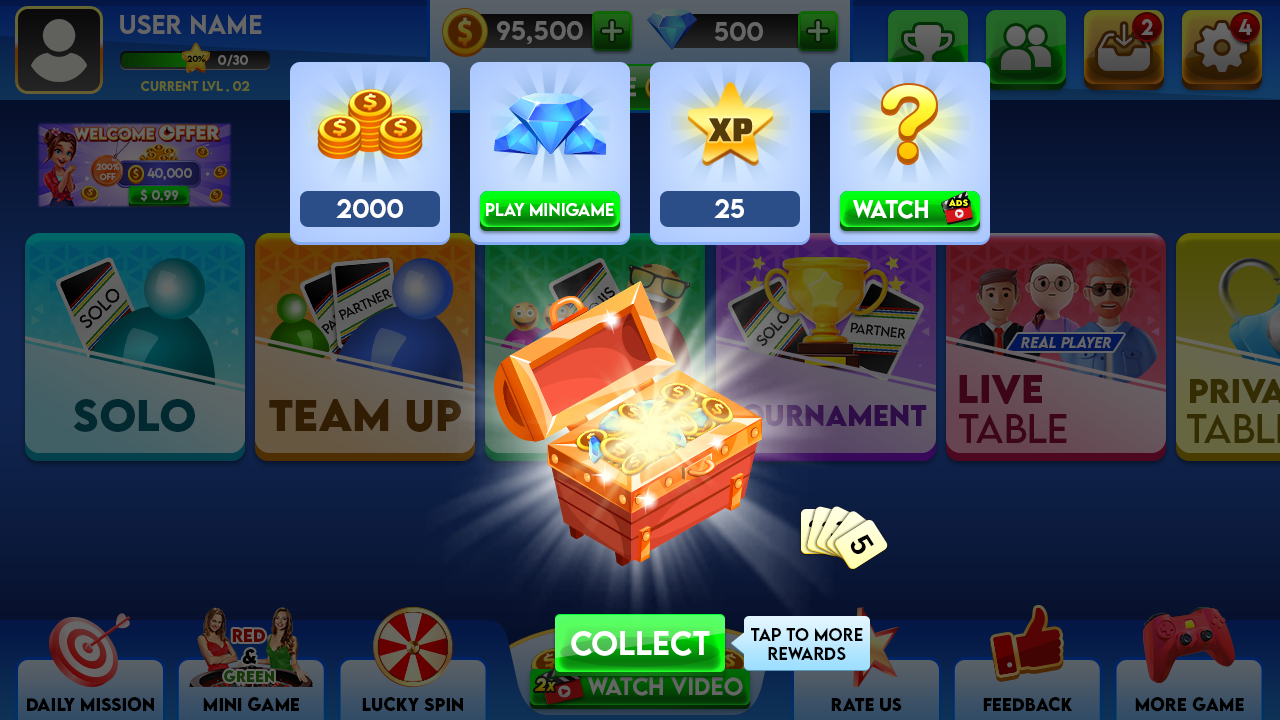 USER NAME
20%
0/30
CURRENT LVL . 02
95,500
500
2
4
WELCOME OFFER
200%
OFF
40,000
$ 0.99
2000
PLAY MINIGAME
XP
25
WATCH
ADS
SOLO
SOLO
PARTNER
TEAM UP
SOLO
PARTNER
REAL PLAYER
LIVE
TABLE
5
COLLECT
TAP TO MORE
REWARDS
2x
WATCH VIDEO
DAILY MISSION
RED
&
GREEN
MINI GAME
LUCKY SPIN
RATE US
FEEDBACK
MORE GAME